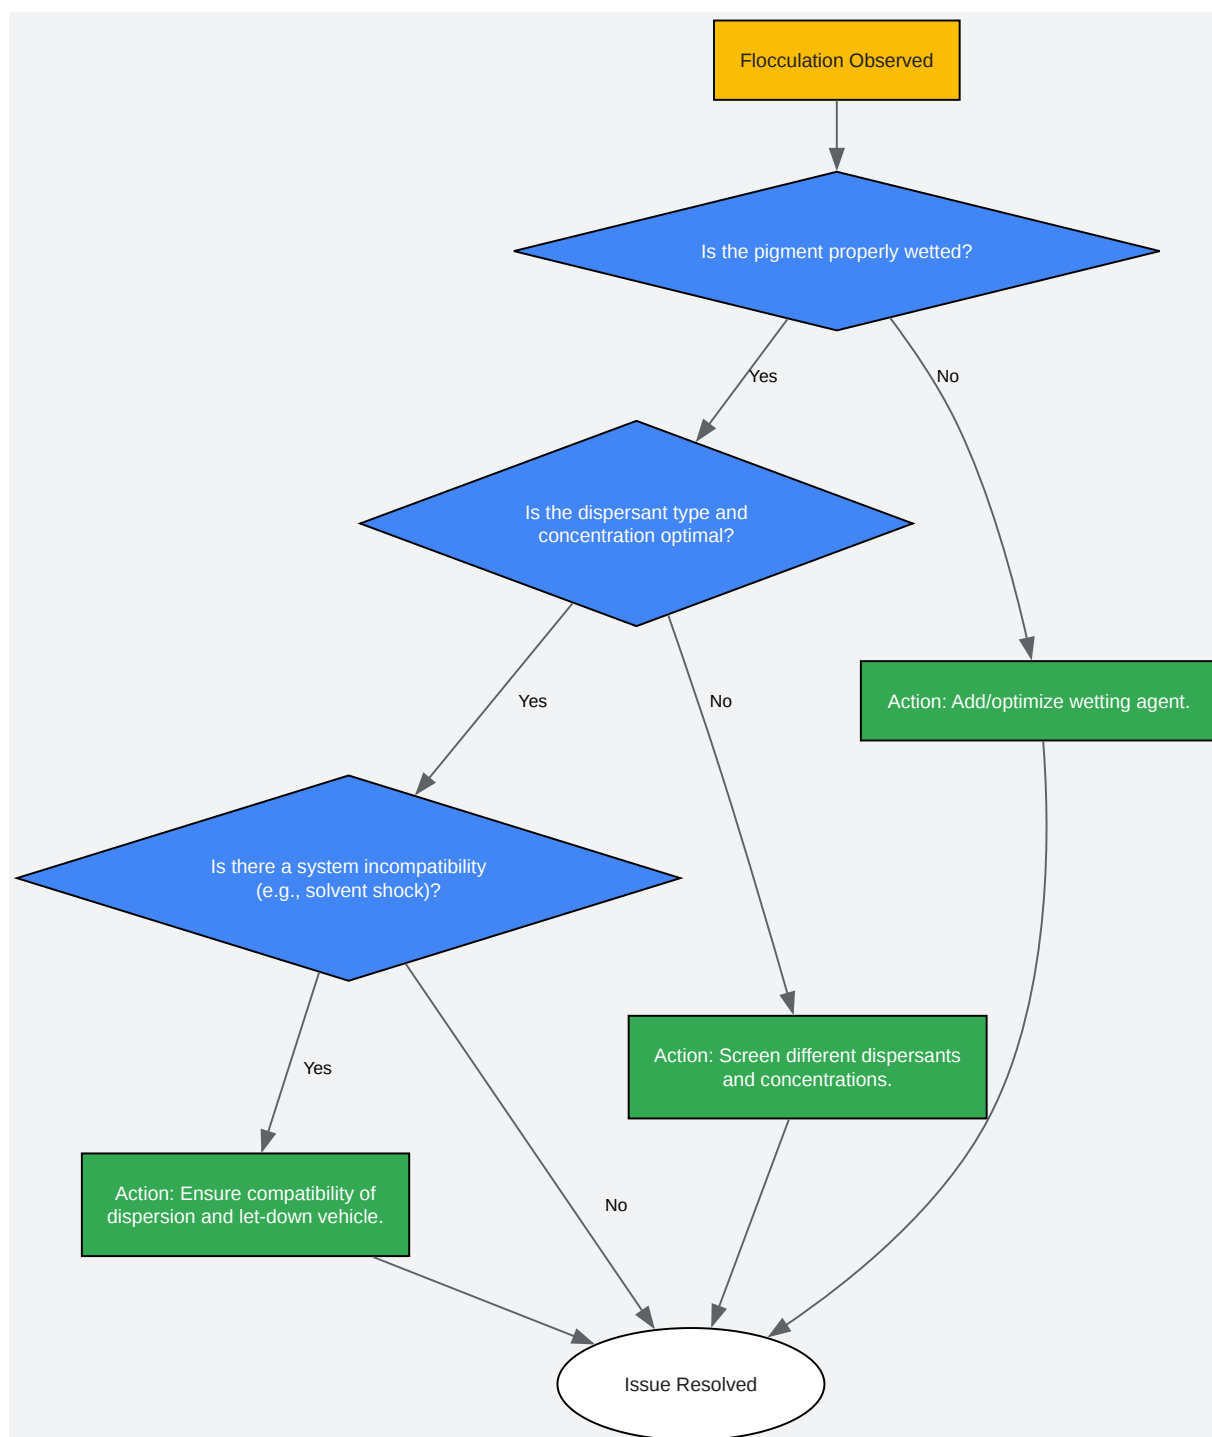 Flocculation Observed
Is the pigment properly wetted?
Yes
No
Is the dispersant type and
concentration optimal?
Yes
No
Action: Add/optimize wetting agent.
Is there a system incompatibility
(e.g., solvent shock)?
Action: Screen different dispersants
and concentrations.
Yes
Action: Ensure compatibility of
dispersion and let-down vehicle.
No
Issue Resolved